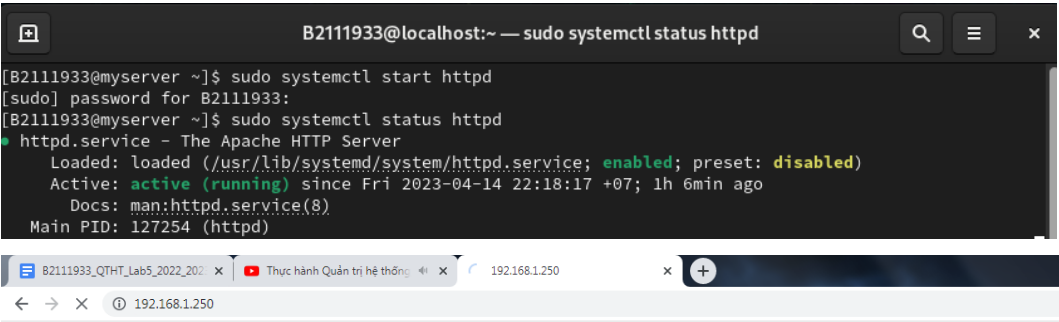 B2111933@localhost:~ — sudo systemctl status httpd
[B2111933@myserver ~]$ sudo systemctl start httpd
[sudo] password for B2111933:
[B2111933@myserver ~]$ sudo systemctl status httpd
● httpd.service - The Apache HTTP Server
Loaded: loaded (/usr/lib/systemd/system/httpd.service; enabled; preset: disabled)
Active: active (running) since Fri 2023-04-14 22:18:17 +07; 1h 6min ago
Docs: man:httpd.service(8)
Main PID: 127254 (httpd)
B2111933_QTHT_Lab5_2022_202 Thực hành Quản trị hệ thống 192.168.1.250
192.168.1.250